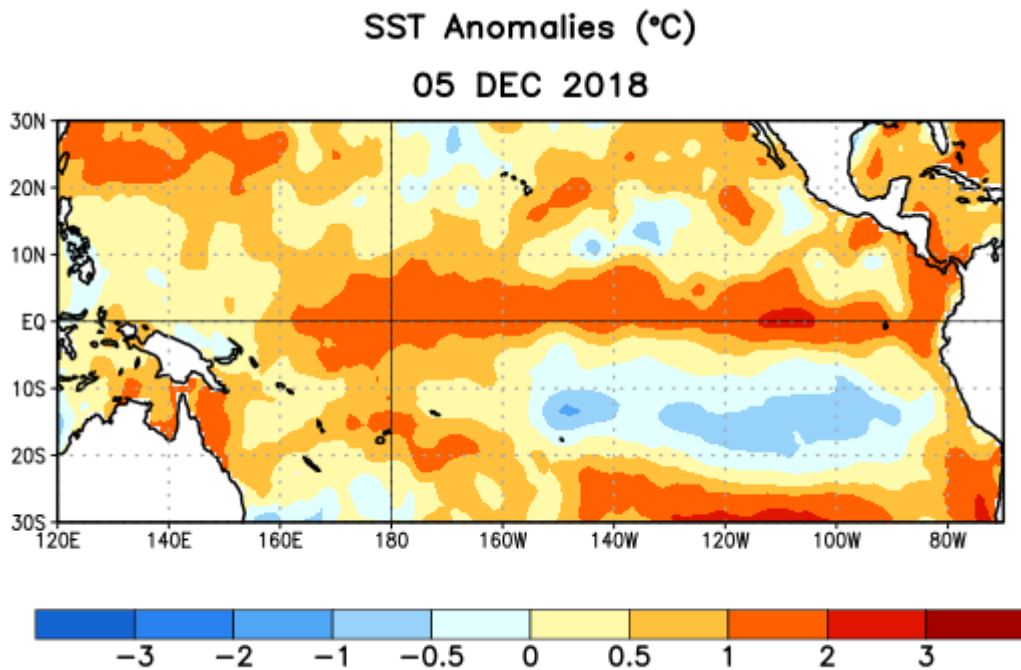 SST Anomalies (°C)
05 DEC 2018
30N
20N
10N
EQ
10S
20S
30S
120E 140E 160E 180 160W 140W 120W 100W 80W
-3 -2 -1 -0.5 0 0.5 1 2 3